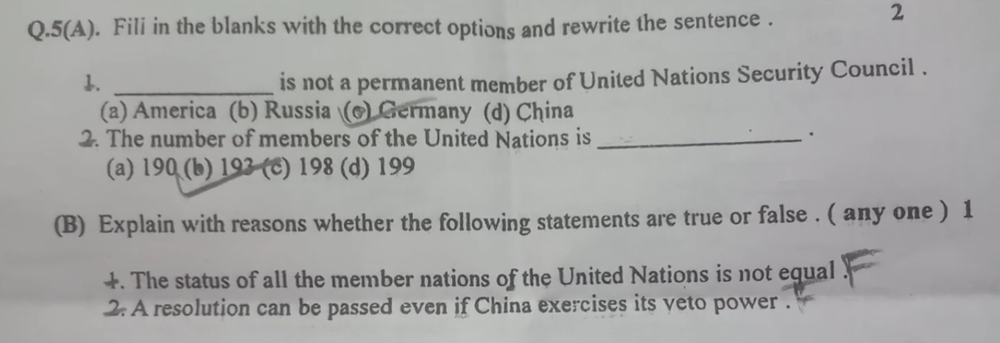 Q.5(A). Fill in the blanks with the correct options and rewrite the sentence . 2
1. ____________ is not a permanent member of United Nations Security Council .
(a) America (b) Russia (c) Germany (d) China
2. The number of members of the United Nations is ____________ .
(a) 190 (b) 193 (c) 198 (d) 199
(B) Explain with reasons whether the following statements are true or false . ( any one ) 1
1. The status of all the member nations of the United Nations is not equal . F
2. A resolution can be passed even if China exercises its veto power . F